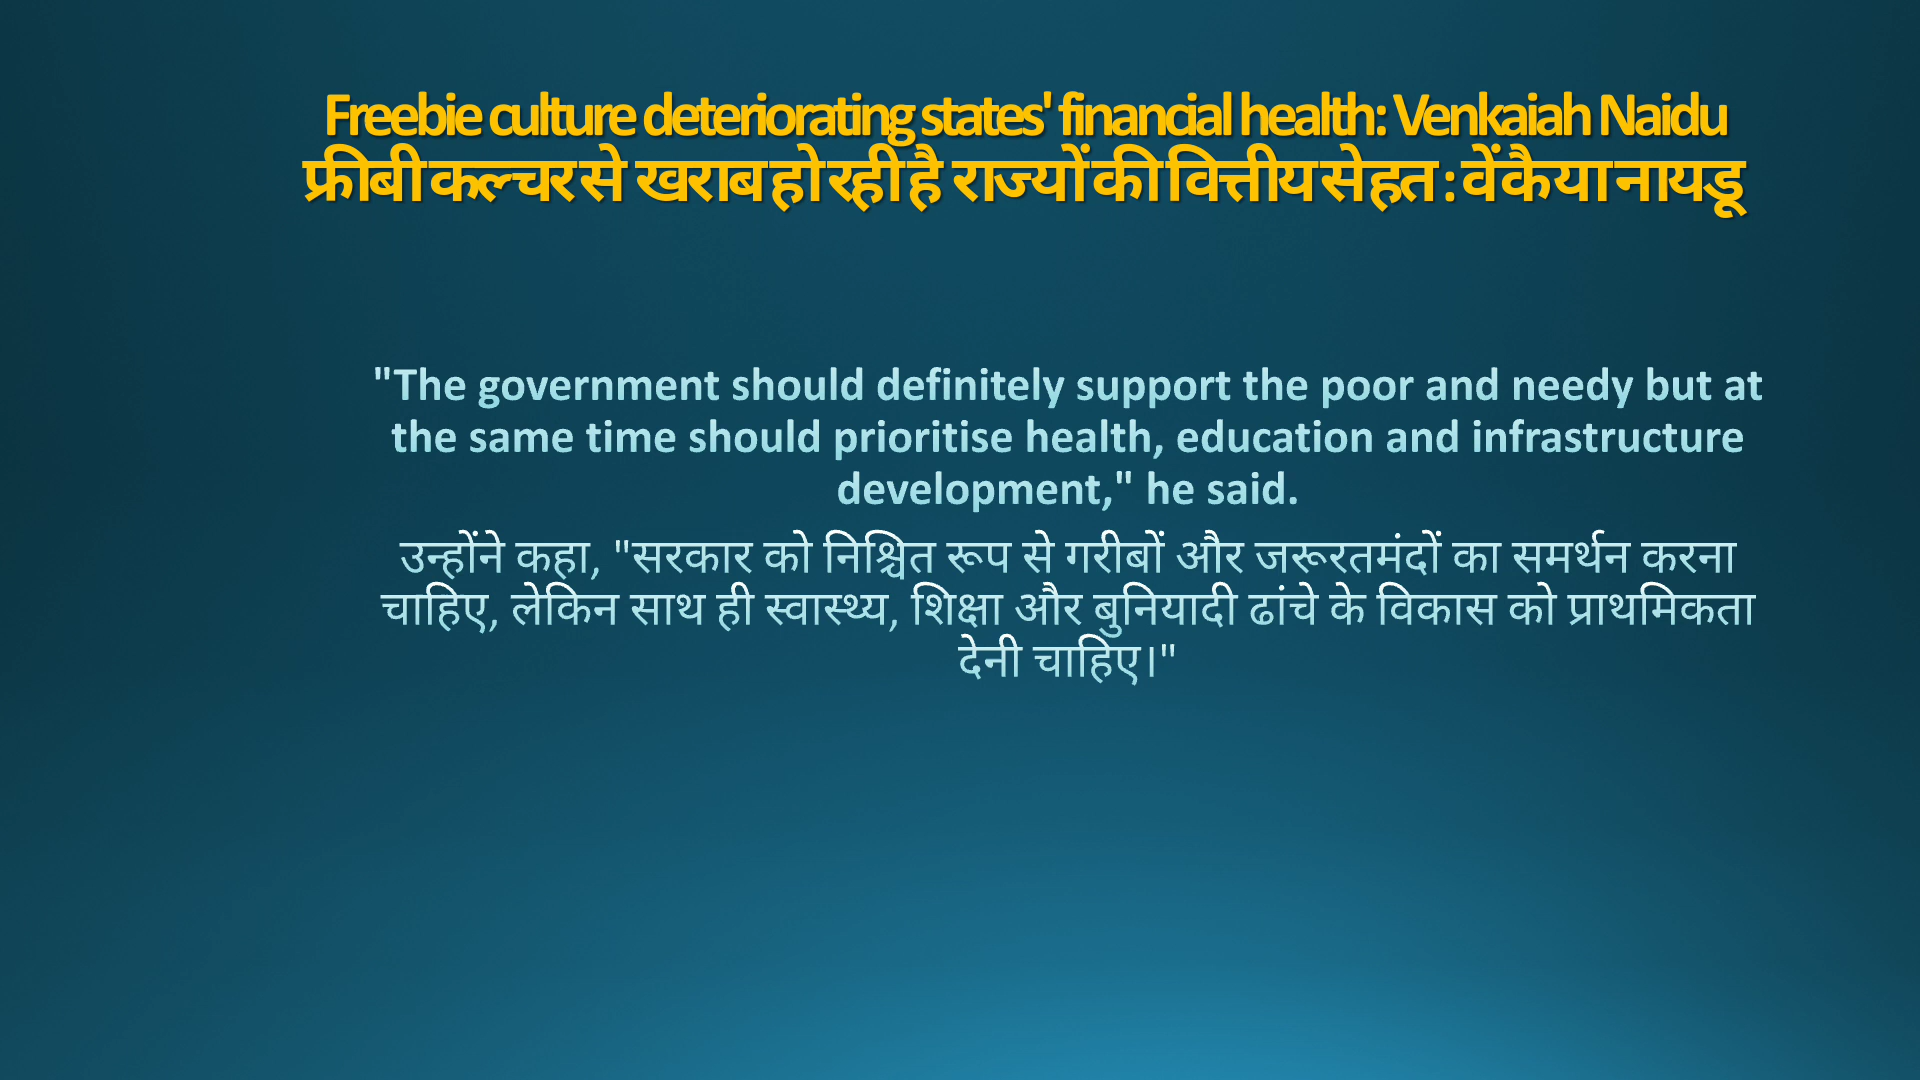 Freebie culture deteriorating states' financial health: Venkaiah Naidu
फ्रीबी कल्चर से खराब हो रही है राज्यों की वित्तीय सेहत : वेंकैया नायडू
"The government should definitely support the poor and needy but at
the same time should prioritise health, education and infrastructure
development," he said.
उन्होंने कहा, "सरकार को निश्चित रूप से गरीबों और जरूरतमंदों का समर्थन करना
चाहिए, लेकिन साथ ही स्वास्थ्य, शिक्षा और बुनियादी ढांचे के विकास को प्राथमिकता
देनी चाहिए।"